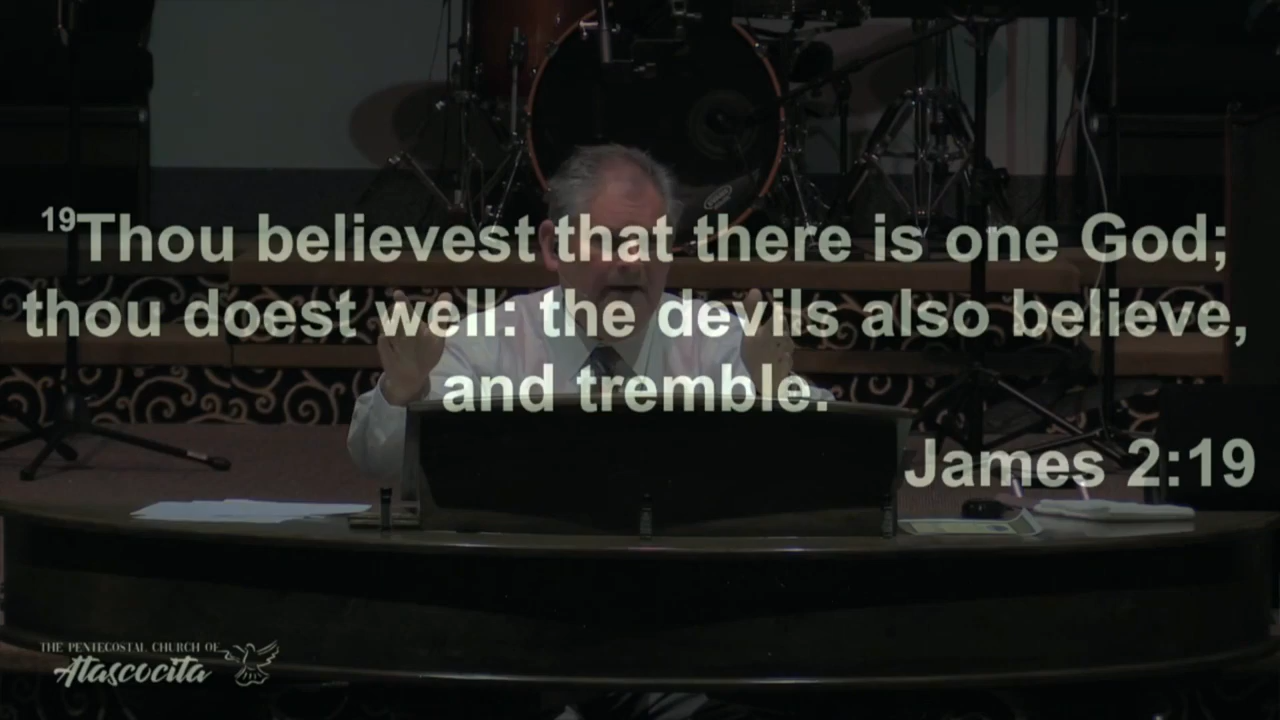 19Thou believest that there is one God;
thou doest well: the devils also believe,
and tremble.
James 2:19
THE PENTECOSTAL CHURCH OF
Atascocita